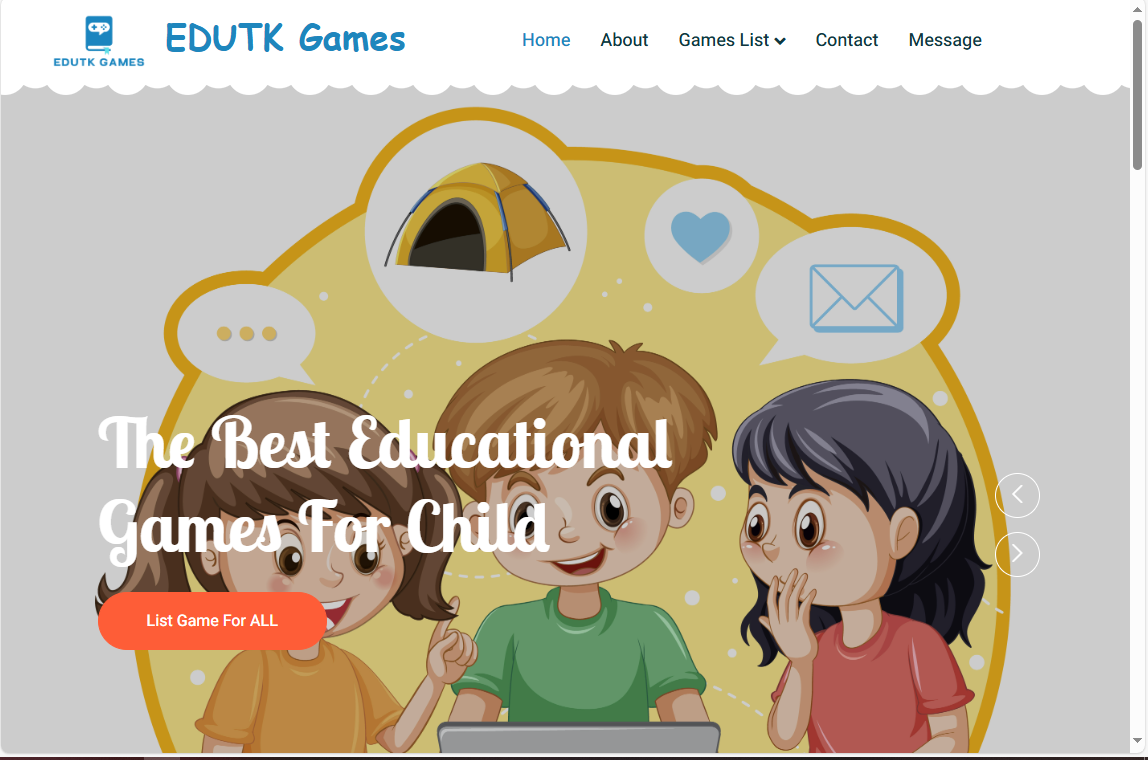 EDUTK GAMES
EDUTK Games
Home About Games List Contact Message
The Best Educational
Games For Child
List Game For ALL